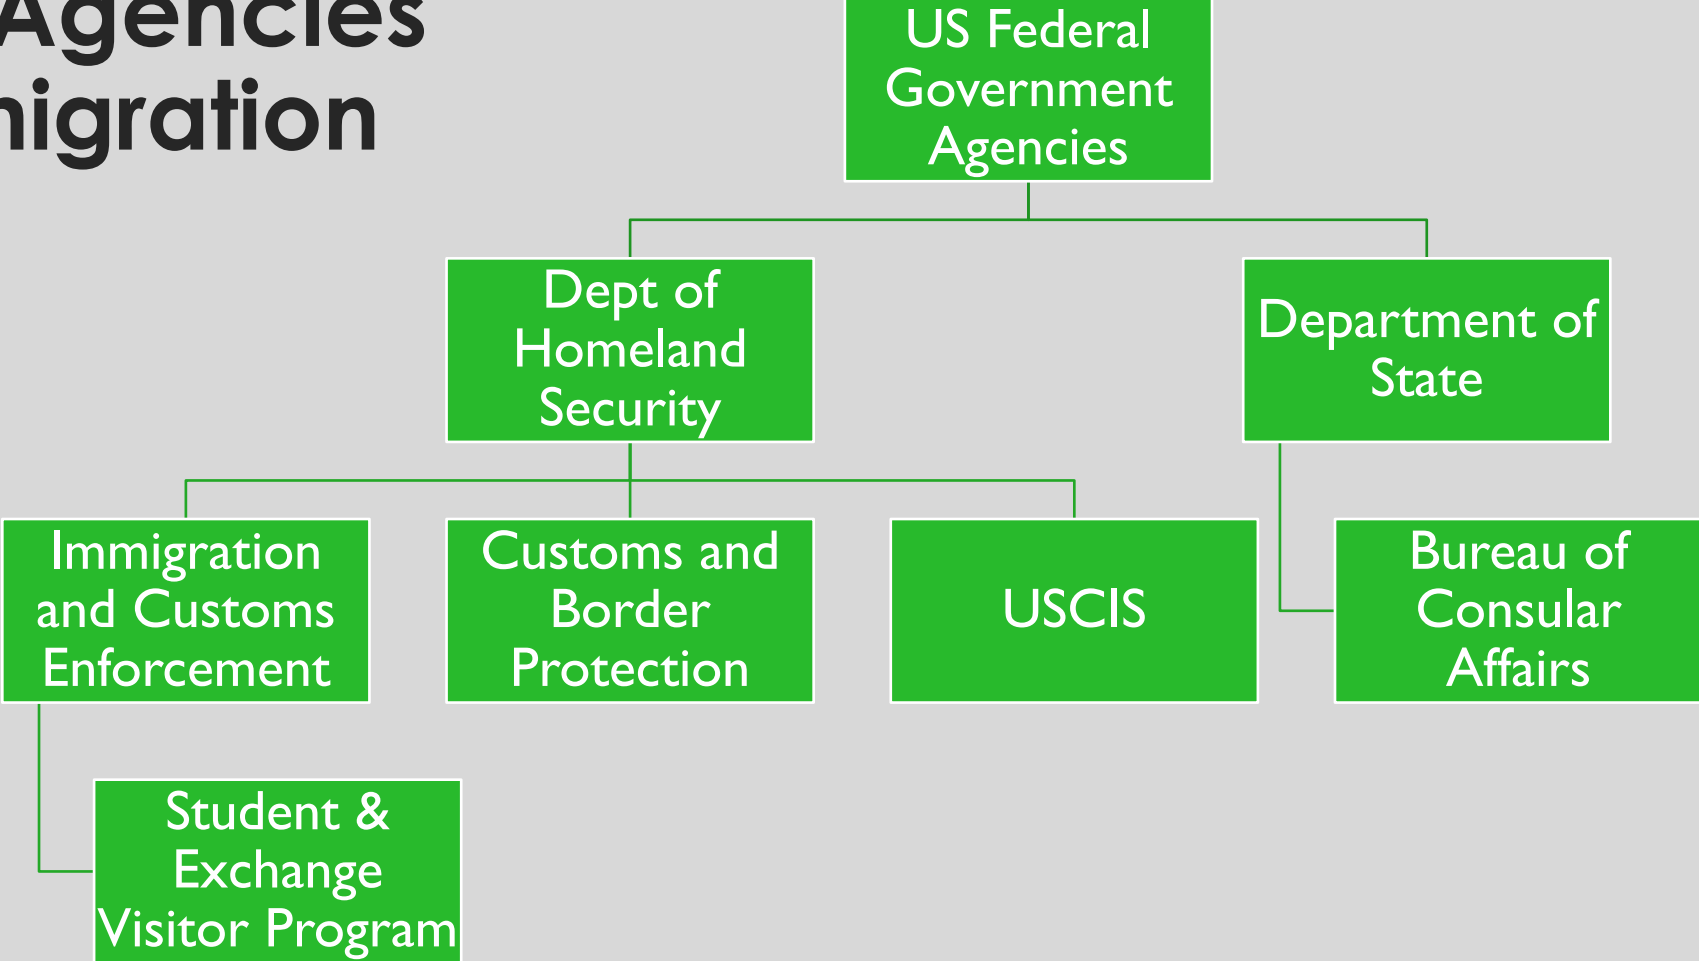 Agencies
US Federal
Government
Agencies
Dept of
Homeland
Security
Department of
State
Immigration
and Customs
Enforcement
Customs and
Border
Protection
USCIS
Bureau of
Consular
Affairs
Student &
Exchange
Visitor Program